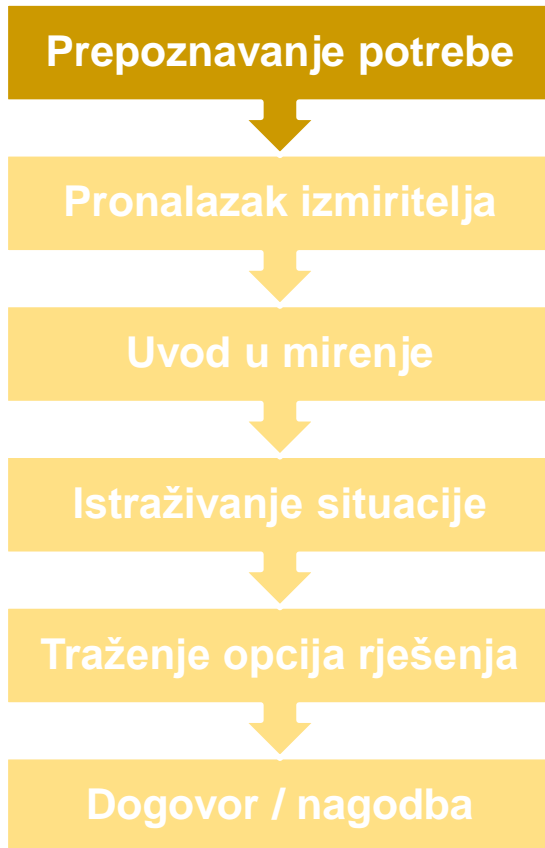 Prepoznavanje potrebe
Pronalazak izmiritelja
Uvod u mirenje
Istraživanje situacije
Traženje opcija rješenja
Dogovor / nagodba